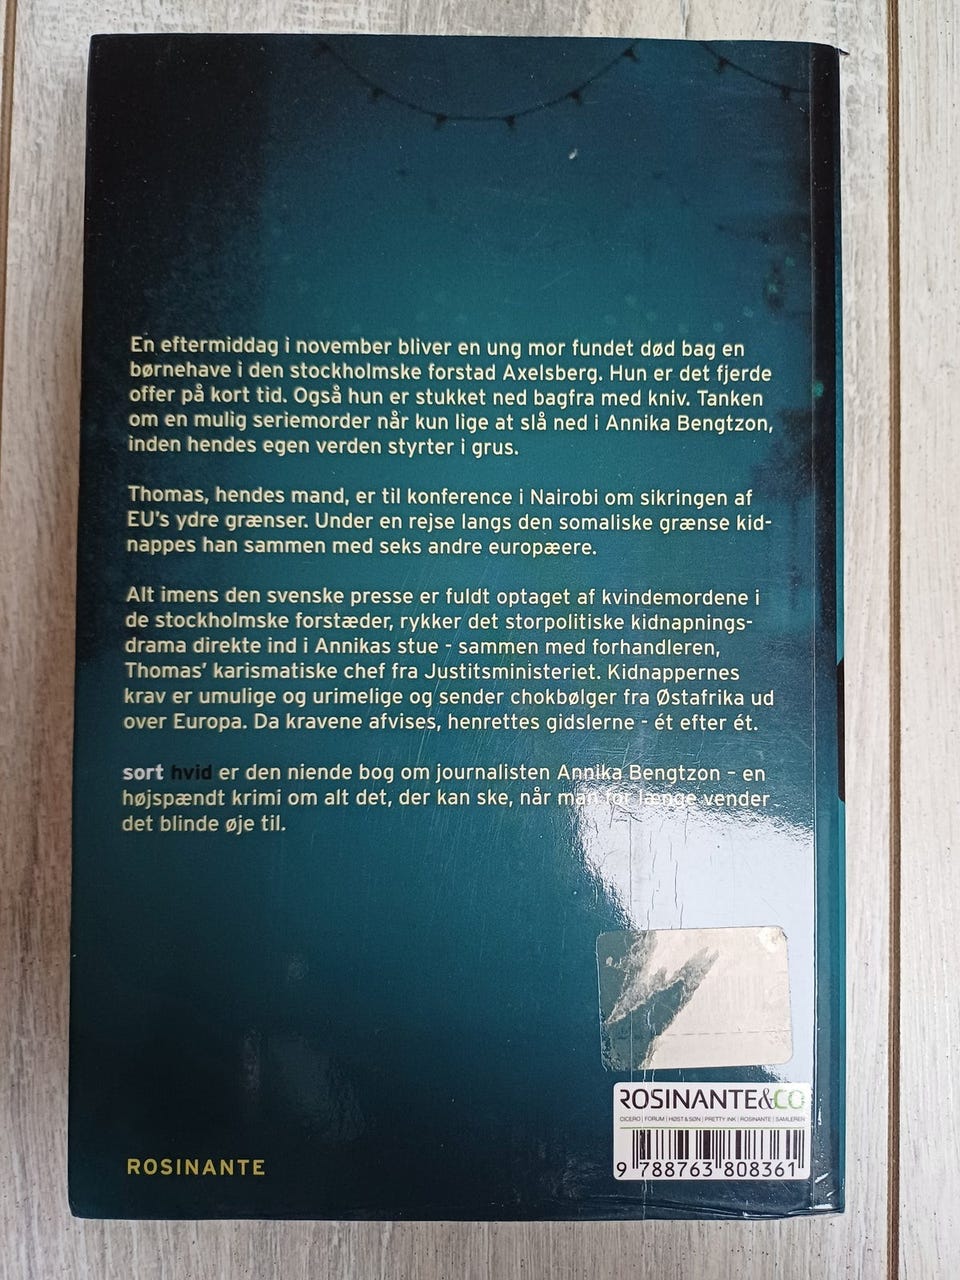 En eftermiddag i november bliver en ung mor fundet død bag en
børnehave i den stockholmske forstad Axelsberg. Hun er det fjerde
offer på kort tid. Også hun er stukket ned bagfra med kniv. Tanken
om en mulig seriemorder når kun lige at slå ned i Annika Bengtzon,
inden hendes egen verden styrter i grus.
Thomas, hendes mand, er til konference i Nairobi om sikringen af
EU's ydre grænser. Under en rejse langs den somaliske grænse kid-
nappes han sammen med seks andre europæere.
Alt imens den svenske presse er fuldt optaget af kvindemordene i
de stockholmske forstæder, rykker det storpolitiske kidnapnings-
drama direkte ind i Annikas stue - sammen med forhandleren,
Thomas' karismatiske chef fra Justitsministeriet. Kidnappernes
krav er umulige og urimelige og sender chokbølger fra Østafrika ud
over Europa. Da kravene afvises, henrettes gidslerne - ét efter ét.
sort hvid er den niende bog om journalisten Annika Bengtzon – en
højspændt krimi om alt det, der kan ske, når man for længe vender
det blinde øje til.
ROSINANTE&CO
CICERO | FORUM | HØST & SØN | PRETTY INK | ROSINANTE | SAMLEREN
9 788763 808361
ROSINANTE